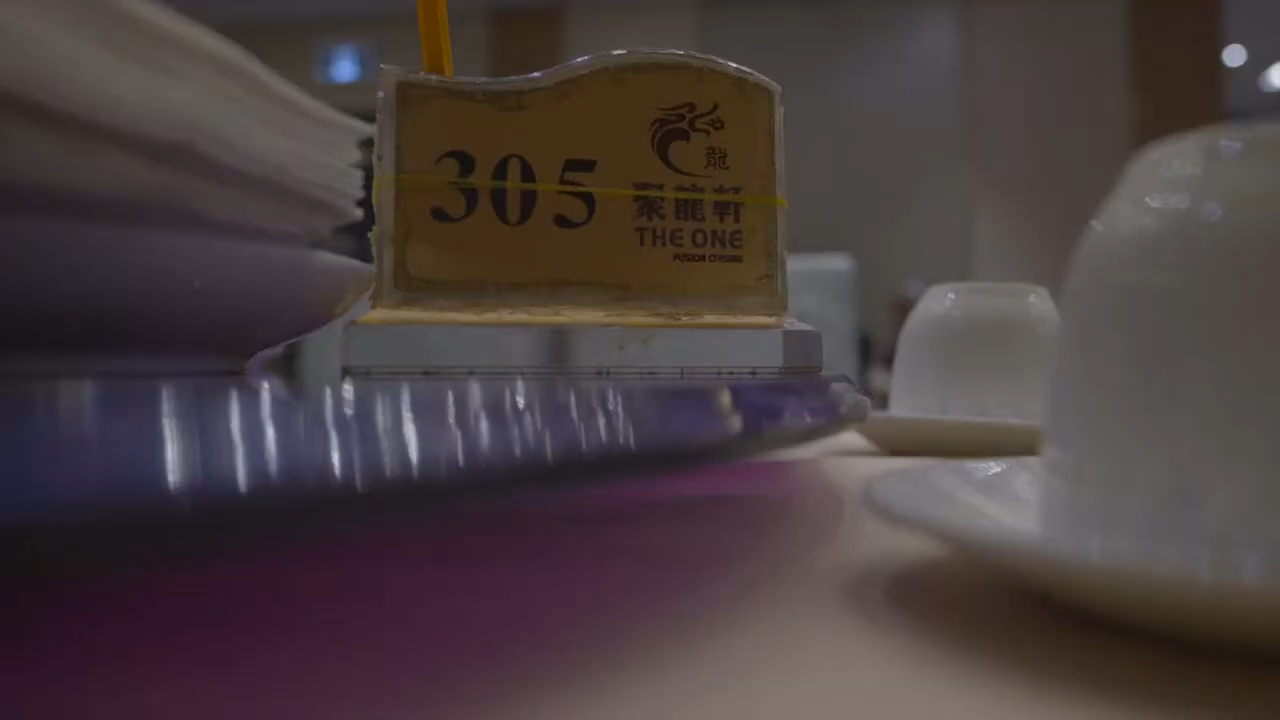 305
龍
聚龍軒
THE ONE
FUSION CUISINE